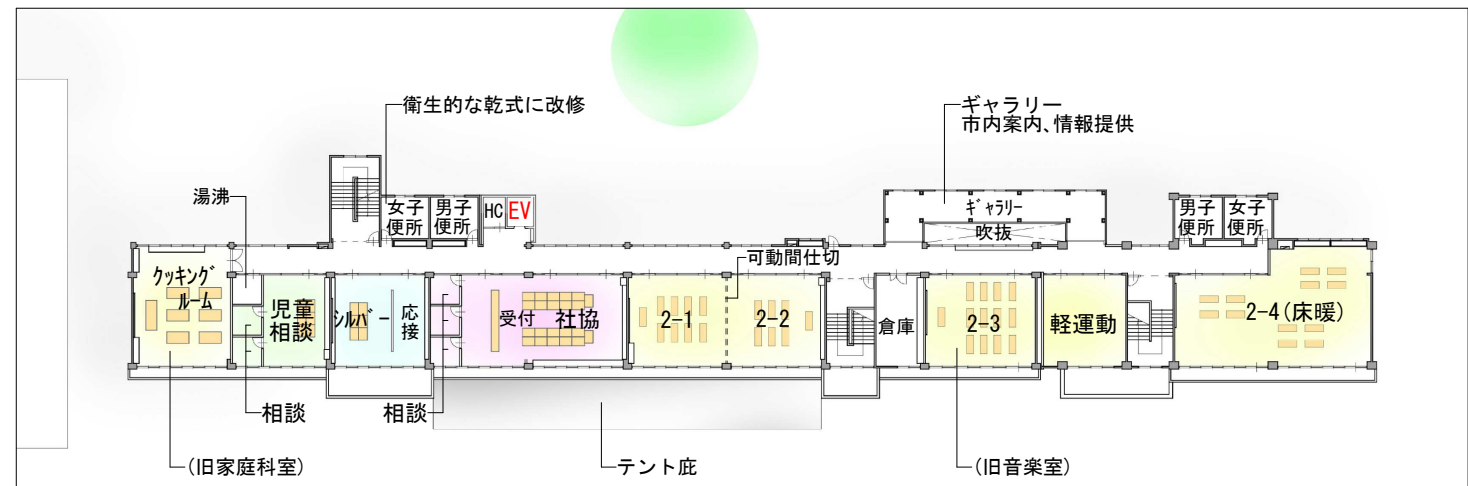 衛生的な乾式に改修
ギャラリー
市内案内、情報提供
湯沸
女子
便所
男子
便所
HC
EV
ギャラリー
吹抜
男子
便所
女子
便所
可動間仕切
クッキング
ルーム
児童
相談
シルバー
応
接
受付
社協
2-1
2-2
倉庫
2-3
軽運動
2-4(床暖)
相談
相談
(旧家庭科室)
テント庇
(旧音楽室)